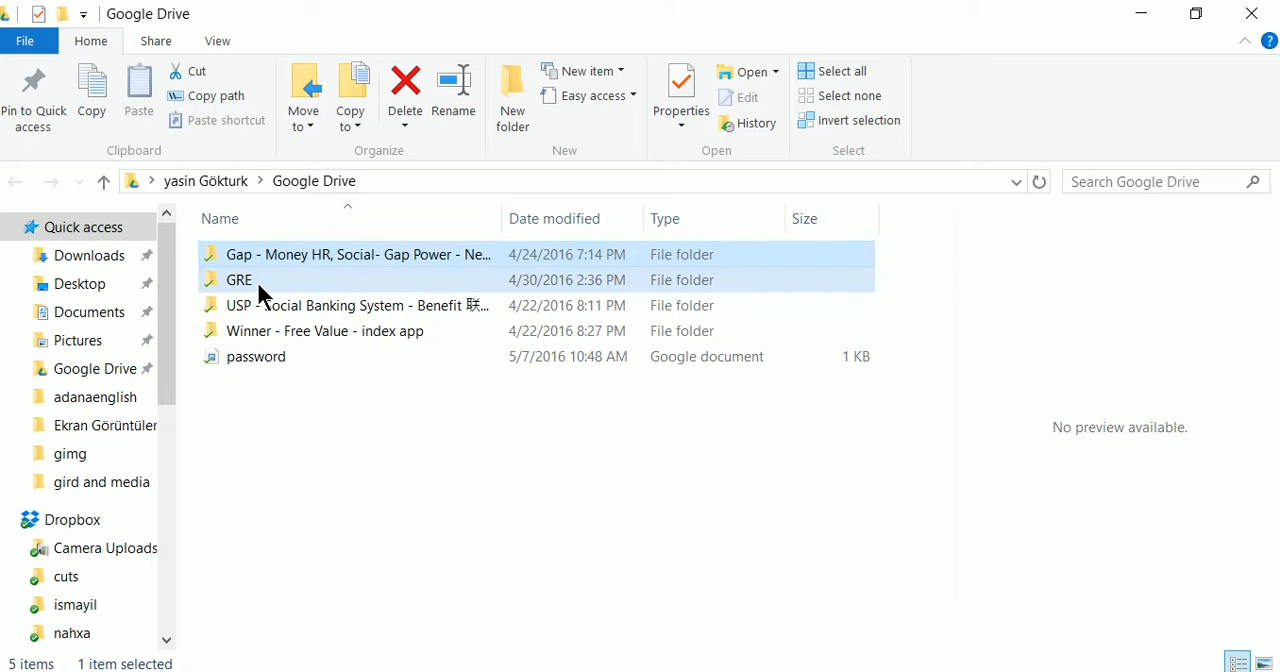 Google Drive
File Home Share View
Pin to Quick access
Copy
Paste
Cut
Copy path
Paste shortcut
Clipboard
Move to
Copy to
Delete
Rename
Organize
New folder
New item
Easy access
New
Properties
Open
Edit
History
Open
Select all
Select none
Invert selection
Select
yasin Gökturk > Google Drive
Search Google Drive
Quick access
Downloads
Desktop
Documents
Pictures
Google Drive
adanaenglish
Ekran Görüntüler
gimg
gird and media
Dropbox
Camera Uploads
cuts
ismayil
nahxa
Name Date modified Type Size
Gap - Money HR, Social- Gap Power - Ne... 4/24/2016 7:14 PM File folder
GRE 4/30/2016 2:36 PM File folder
USP - Social Banking System - Benefit 联... 4/22/2016 8:11 PM File folder
Winner - Free Value - index app 4/22/2016 8:27 PM File folder
password 5/7/2016 10:48 AM Google document 1 KB
No preview available.
5 items 1 item selected